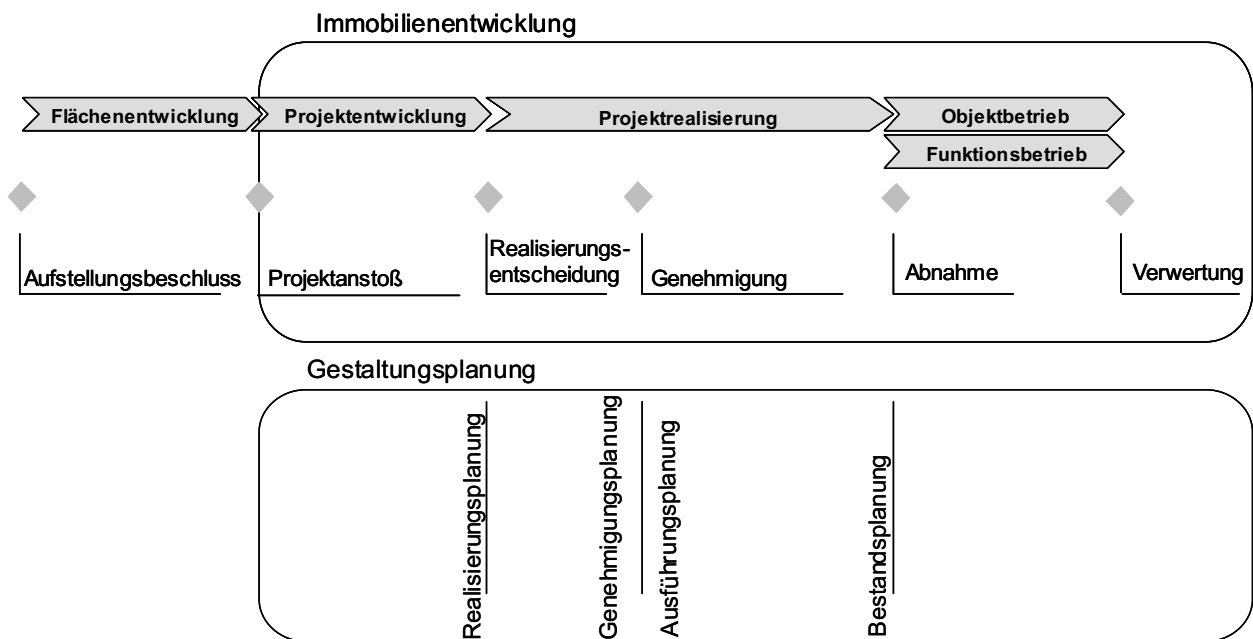 Immobilienentwicklung
Flächenentwicklung
Projektentwicklung
Projektrealisierung
Objektbetrieb
Funktionsbetrieb
Aufstellungsbeschluss
Projektanstoß
Realisierungs-
entscheidung
Genehmigung
Abnahme
Verwertung
Gestaltungsplanung
Realisierungsplanung
Genehmigungsplanung
Ausführungsplanung
Bestandsplanung